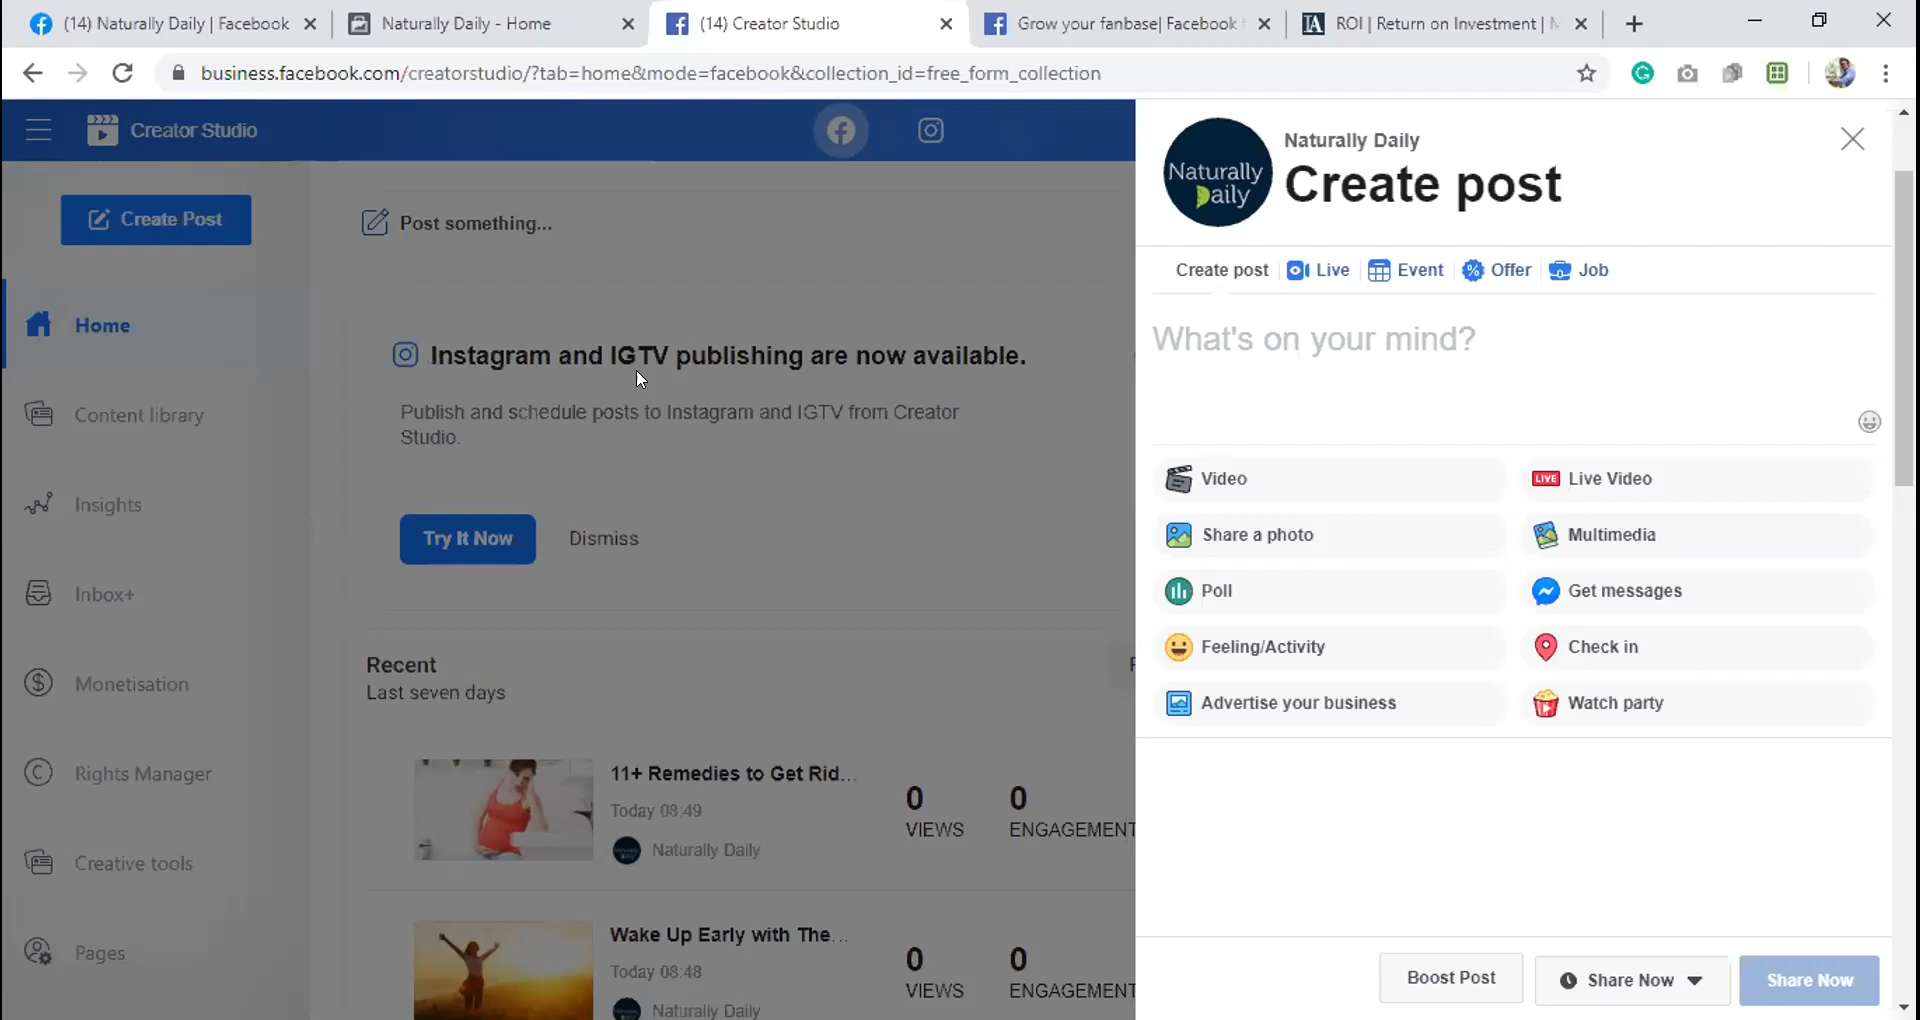 (14) Naturally Daily | Facebook
Naturally Daily - Home
(14) Creator Studio
Grow your fanbase| Facebook
ROI | Return on Investment |
business.facebook.com/creatorstudio/?tab=home&mode=facebook&collection_id=free_form_collection
Creator Studio
Create Post
Home
Content library
Insights
Inbox+
Monetisation
Rights Manager
Creative tools
Pages
Post something...
Instagram and IGTV publishing are now available.
Publish and schedule posts to Instagram and IGTV from Creator
Studio.
Try It Now
Dismiss
Recent
Last seven days
11+ Remedies to Get Rid...
Today 08:49
Naturally Daily
0
VIEWS
0
ENGAGEMENT
Wake Up Early with The...
Today 08:48
Naturally Daily
0
VIEWS
0
ENGAGEMENT
Naturally
Daily
Naturally Daily
Create post
Create post
Live
Event
Offer
Job
What's on your mind?
Video
LIVE Live Video
Share a photo
Multimedia
Poll
Get messages
Feeling/Activity
Check in
Advertise your business
Watch party
Boost Post
Share Now
Share Now